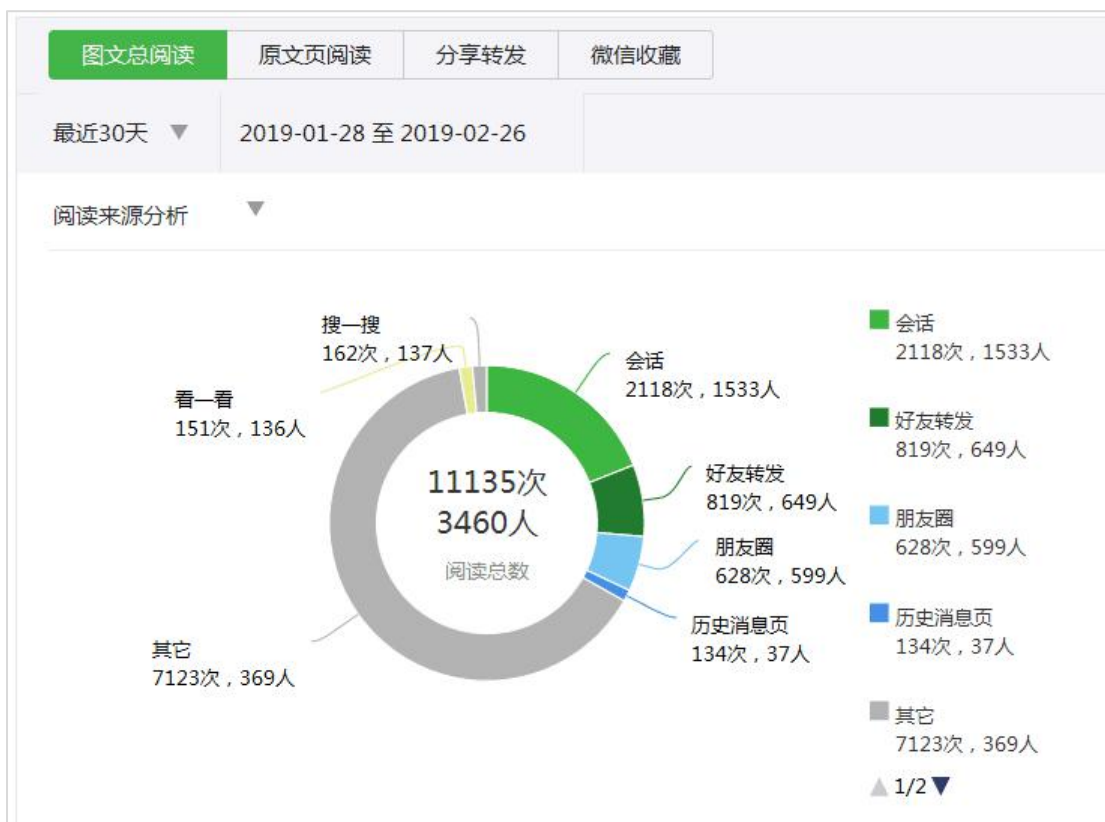 图文总阅读 原文页阅读 分享转发 微信收藏
最近30天 2019-01-28 至 2019-02-26
阅读来源分析
搜一搜
162次，137人
看一看
151次，136人
会话
2118次，1533人
好友转发
819次，649人
朋友圈
628次，599人
历史消息页
134次，37人
其它
7123次，369人
11135次
3460人
阅读总数
会话
2118次，1533人
好友转发
819次，649人
朋友圈
628次，599人
历史消息页
134次，37人
其它
7123次，369人
1/2